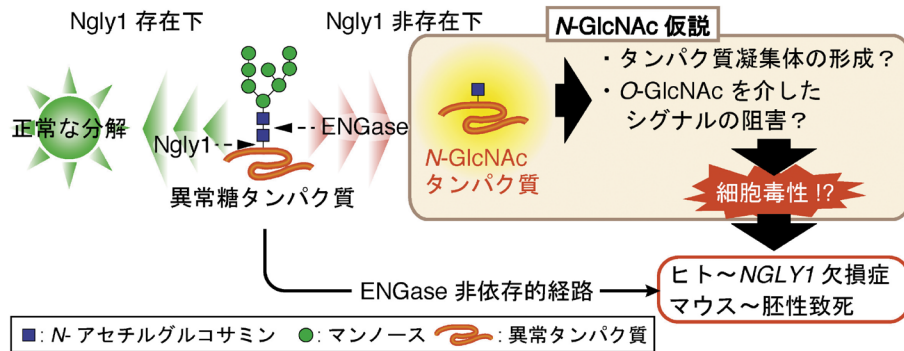 Ngly1 存在下
Ngly1 非存在下
N-GlcNAc 仮説
正常な分解
Ngly1
ENGase
異常糖タンパク質
N-GlcNAc
タンパク質
・タンパク質凝集体の形成?
・O-GlcNAc を介した
シグナルの阻害?
細胞毒性!?
ENGase 非依存的経路
ヒト～NGLY1 欠損症
マウス～胚性致死
: N- アセチルグルコサミン : マンノース : 異常タンパク質